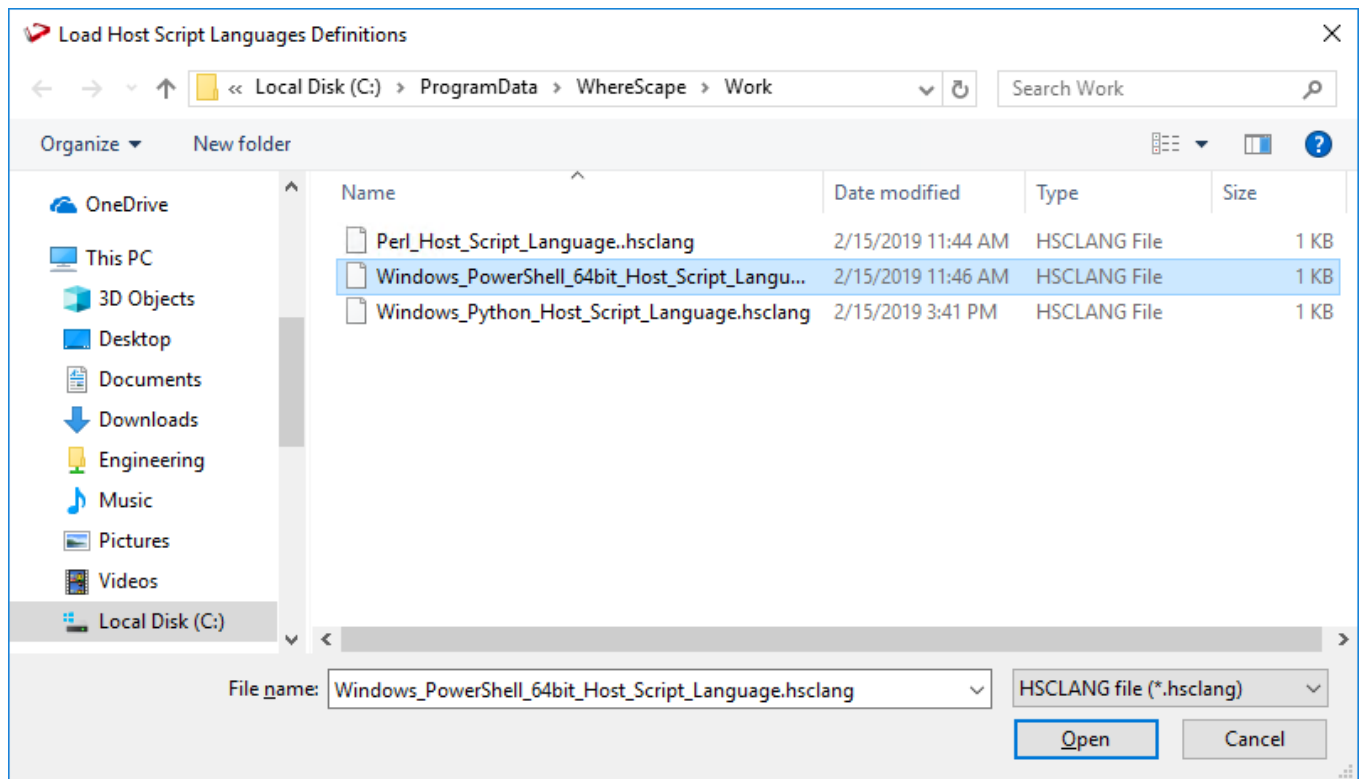 Load Host Script Languages Definitions
« Local Disk (C:) › ProgramData › WhereScape › Work
Search Work
Organize
New folder
OneDrive
This PC
3D Objects
Desktop
Documents
Downloads
Engineering
Music
Pictures
Videos
Local Disk (C:)
Name Date modified Type Size
Perl_Host_Script_Language..hsclang 2/15/2019 11:44 AM HSCLANG File 1 KB
Windows_PowerShell_64bit_Host_Script_Langu... 2/15/2019 11:46 AM HSCLANG File 1 KB
Windows_Python_Host_Script_Language.hsclang 2/15/2019 3:41 PM HSCLANG File 1 KB
File name: Windows_PowerShell_64bit_Host_Script_Language.hsclang HSCLANG file (*.hsclang)
Open Cancel